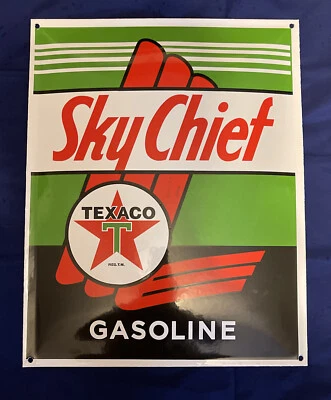 Sky Chief
TEXACO
T
REG. T.M.
GASOLINE